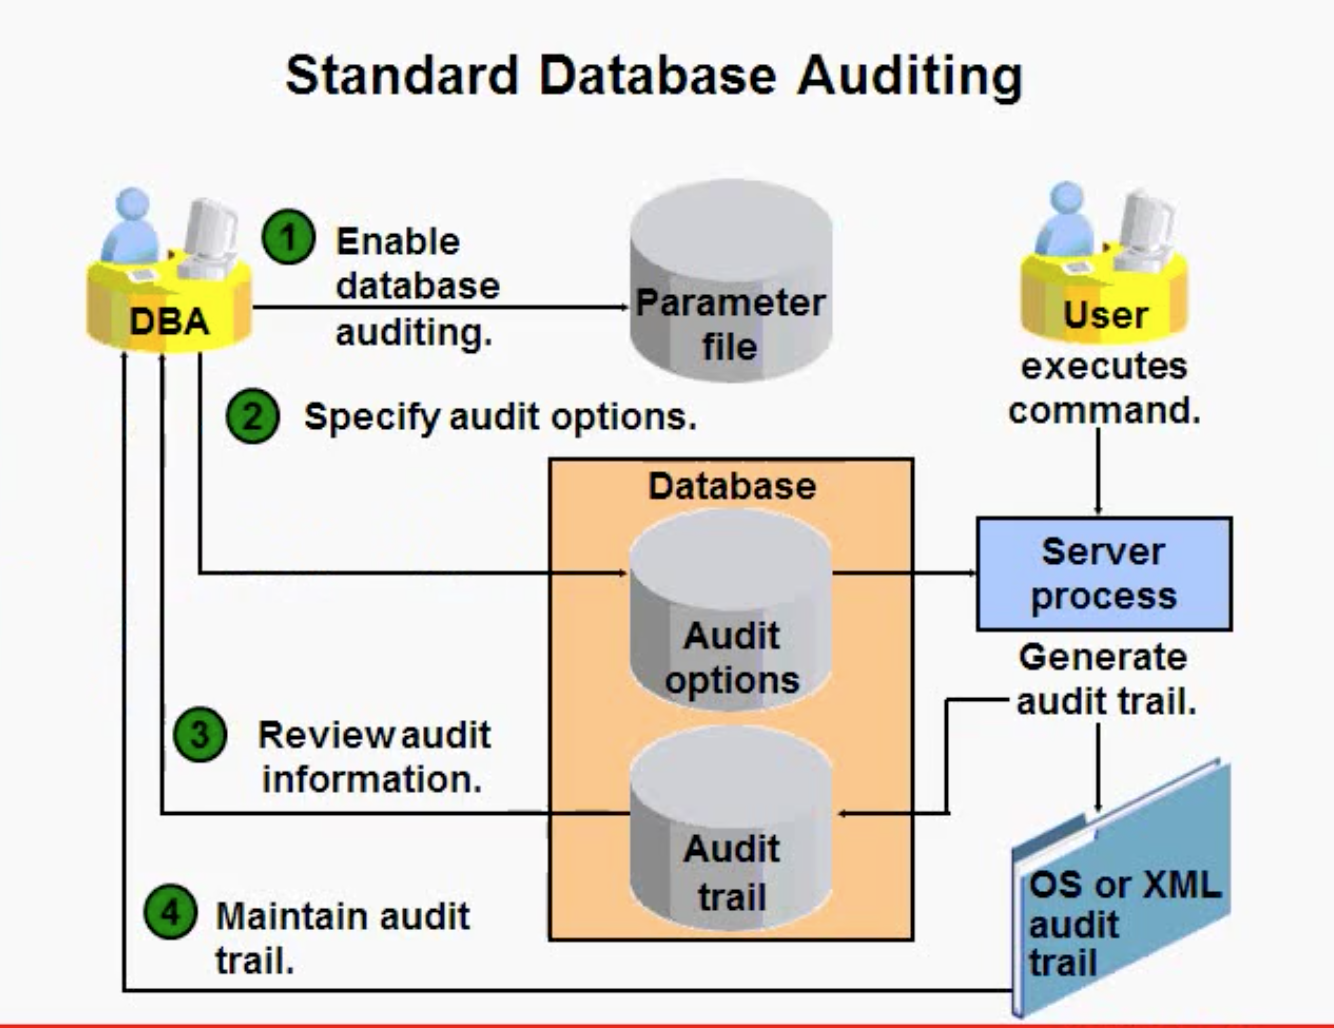 Standard Database Auditing
1
Enable
database
auditing.
DBA
Parameter
file
User
executes
command.
2
Specify audit options.
Database
Audit
options
Server
process
Generate
audit trail.
3
Review audit
information.
Audit
trail
OS or XML
audit
trail
4
Maintain audit
trail.